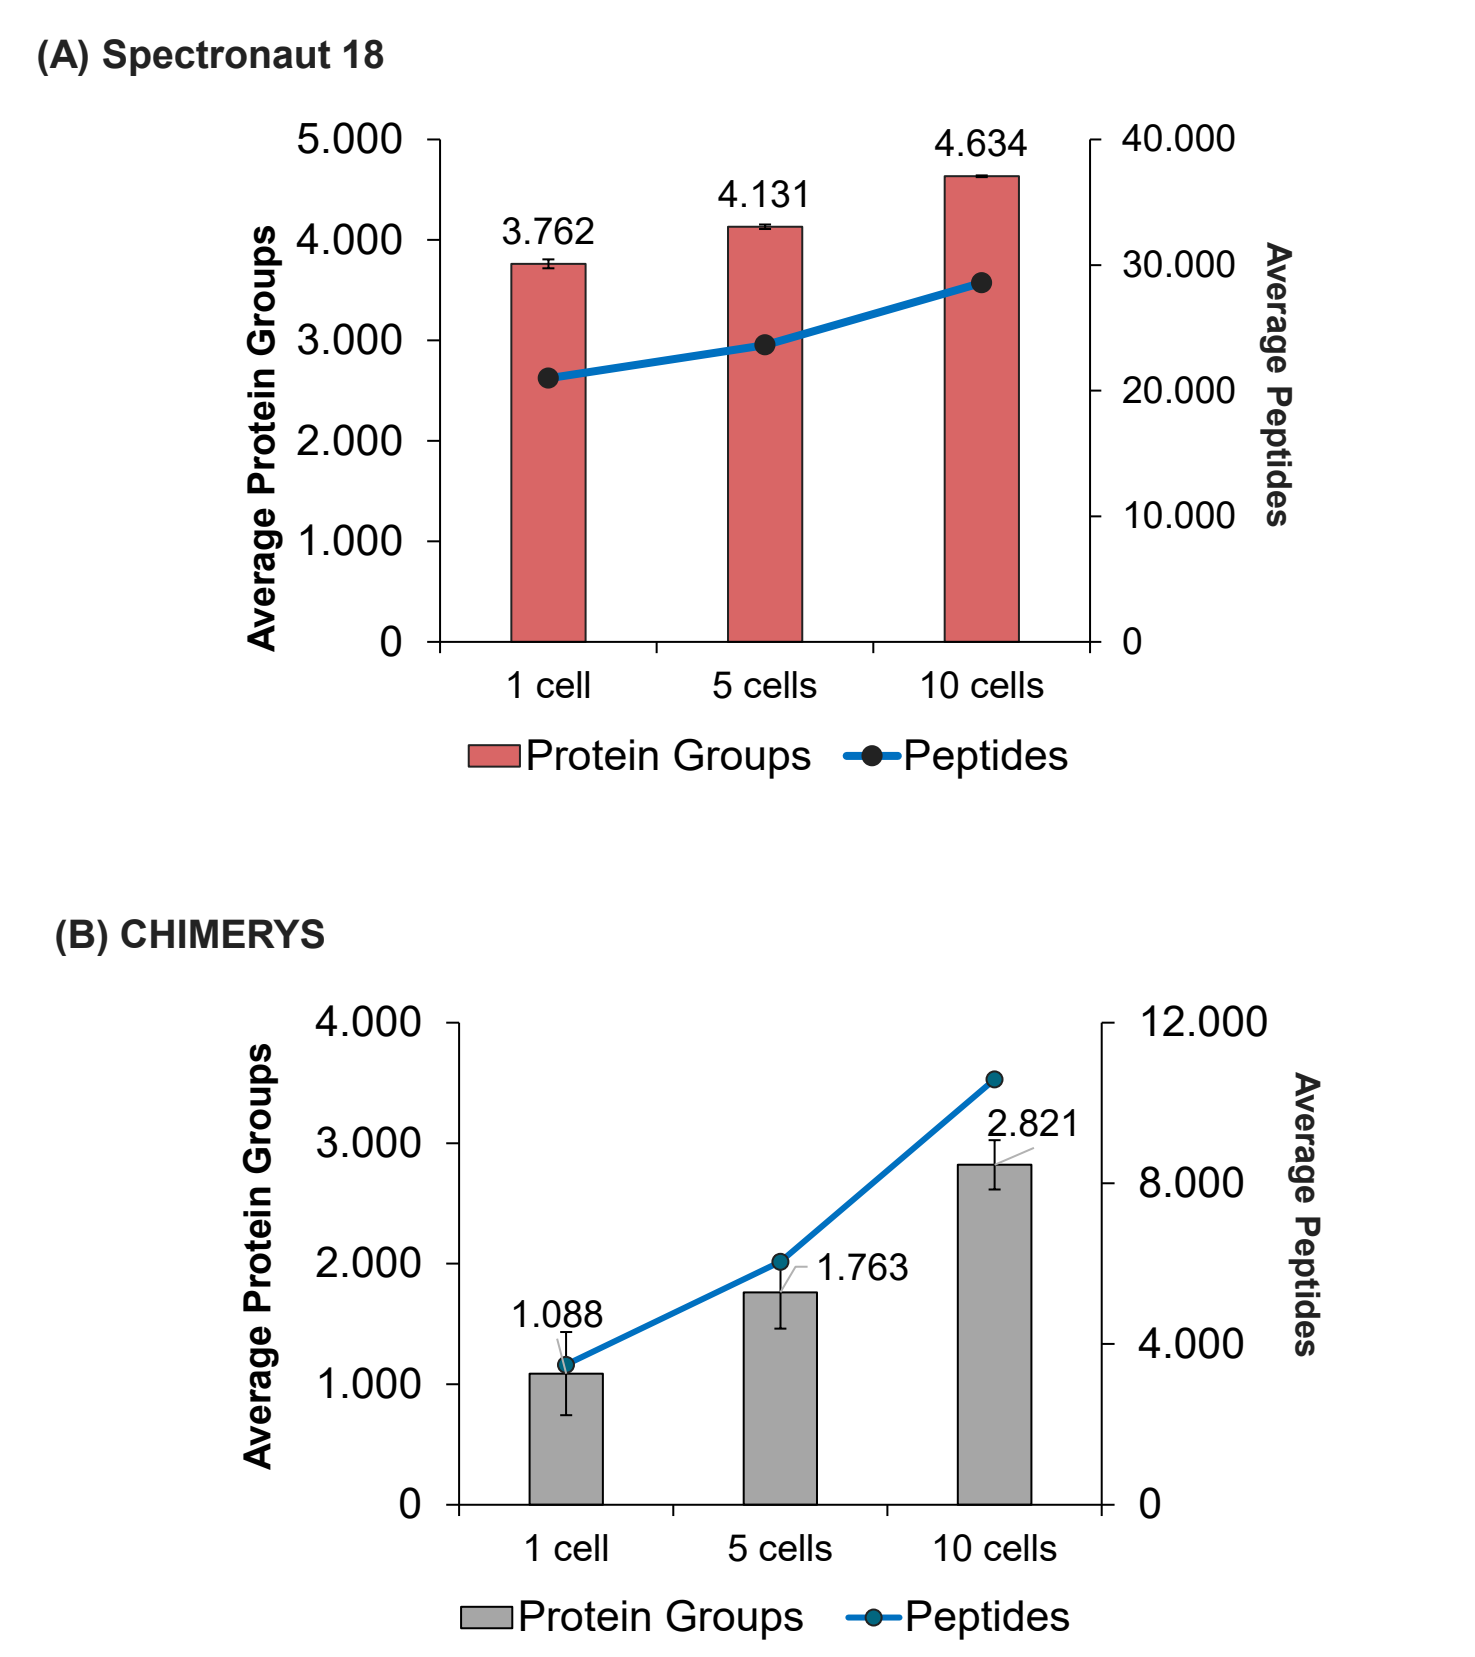 (A) Spectronaut 18
5.000
4.000
3.000
2.000
1.000
0
Average Protein Groups
3.762
4.131
4.634
40.000
30.000
20.000
10.000
0
Average Peptides
1 cell
5 cells
10 cells
Protein Groups
Peptides
(B) CHIMERYS
4.000
3.000
2.000
1.000
0
Average Protein Groups
1.088
1.763
2.821
12.000
8.000
4.000
0
Average Peptides
1 cell
5 cells
10 cells
Protein Groups
Peptides